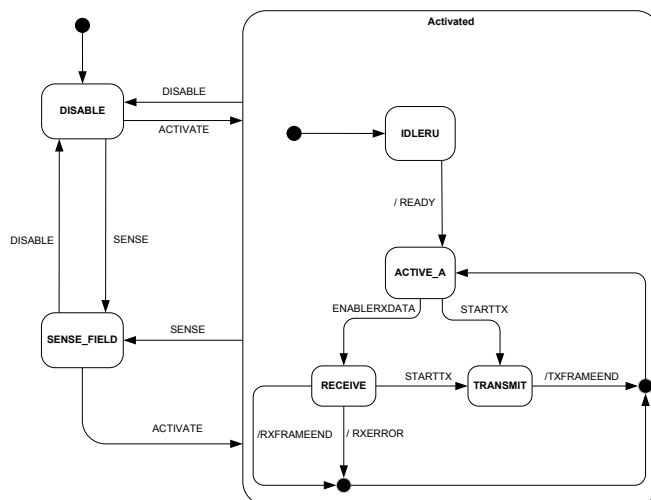 Activated
DISABLE
DISABLE
ACTIVATE
IDLERU
/ READY
DISABLE
SENSE
ACTIVE_A
ENABLERXDATA
STARTTX
SENSE_FIELD
SENSE
RECEIVE
STARTTX
TRANSMIT
/TXFRAMEEND
ACTIVATE
/RXFRAMEEND
/ RXERROR